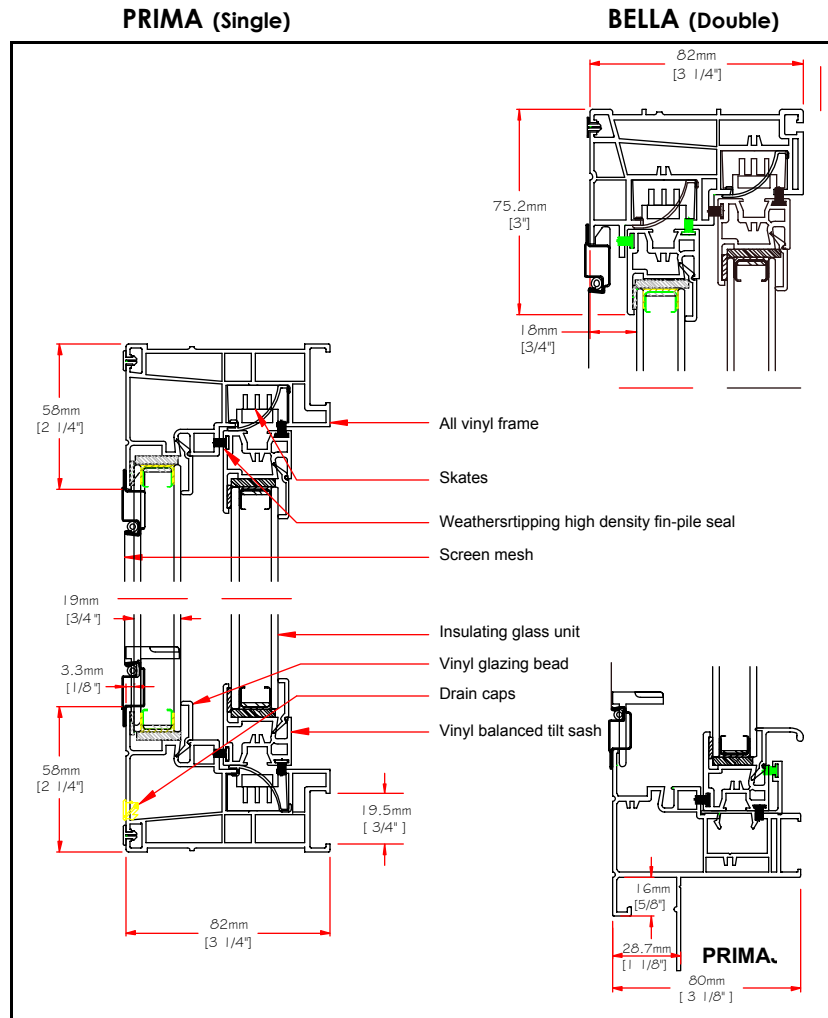 PRIMA (Single)
BELLA (Double)
82mm
[3 1/4"]
75.2mm
[3"]
18mm
[3/4"]
58mm
[2 1/4"]
All vinyl frame
Skates
Weathersrtipping high density fin-pile seal
Screen mesh
19mm
[3/4"]
Insulating glass unit
3.3mm
[1/8"]
Vinyl glazing bead
Drain caps
Vinyl balanced tilt sash
58mm
[2 1/4"]
19.5mm
[ 3/4" ]
82mm
[3 1/4"]
16mm
[5/8"]
28.7mm
[1 1/8"]
PRIMA
80mm
[ 3 1/8"]